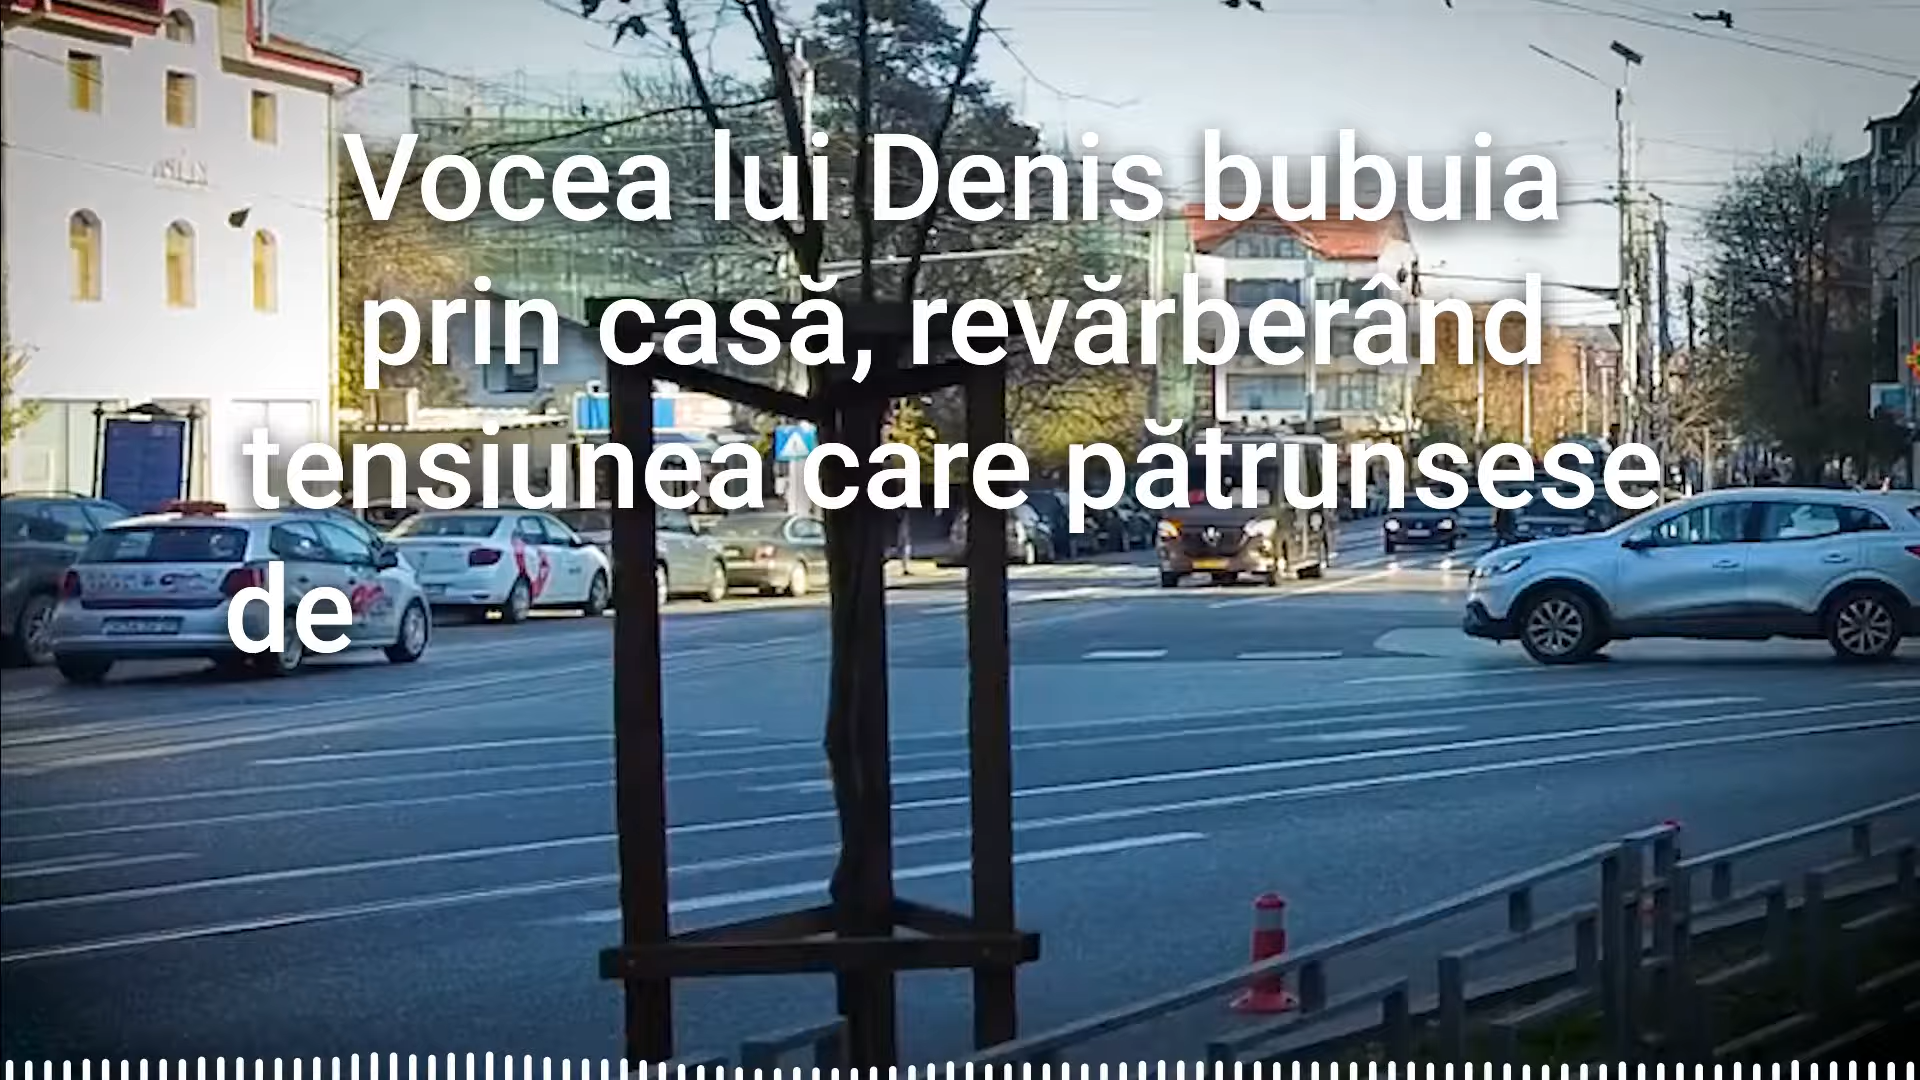 Vocea lui Denis bubuia
prin casă, revărberând
tensiunea care pătrunsese
de